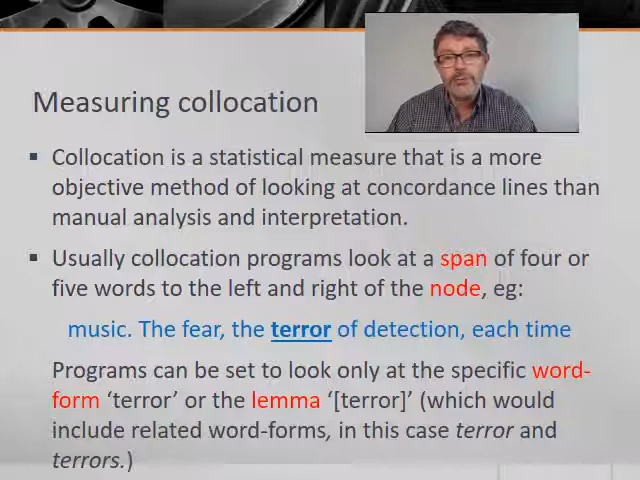 Measuring collocation
Collocation is a statistical measure that is a more
objective method of looking at concordance lines than
manual analysis and interpretation.
Usually collocation programs look at a span of four or
five words to the left and right of the node, eg:
music. The fear, the terror of detection, each time
Programs can be set to look only at the specific word-
form ‘terror’ or the lemma ‘[terror]’ (which would
include related word-forms, in this case terror and
terrors.)